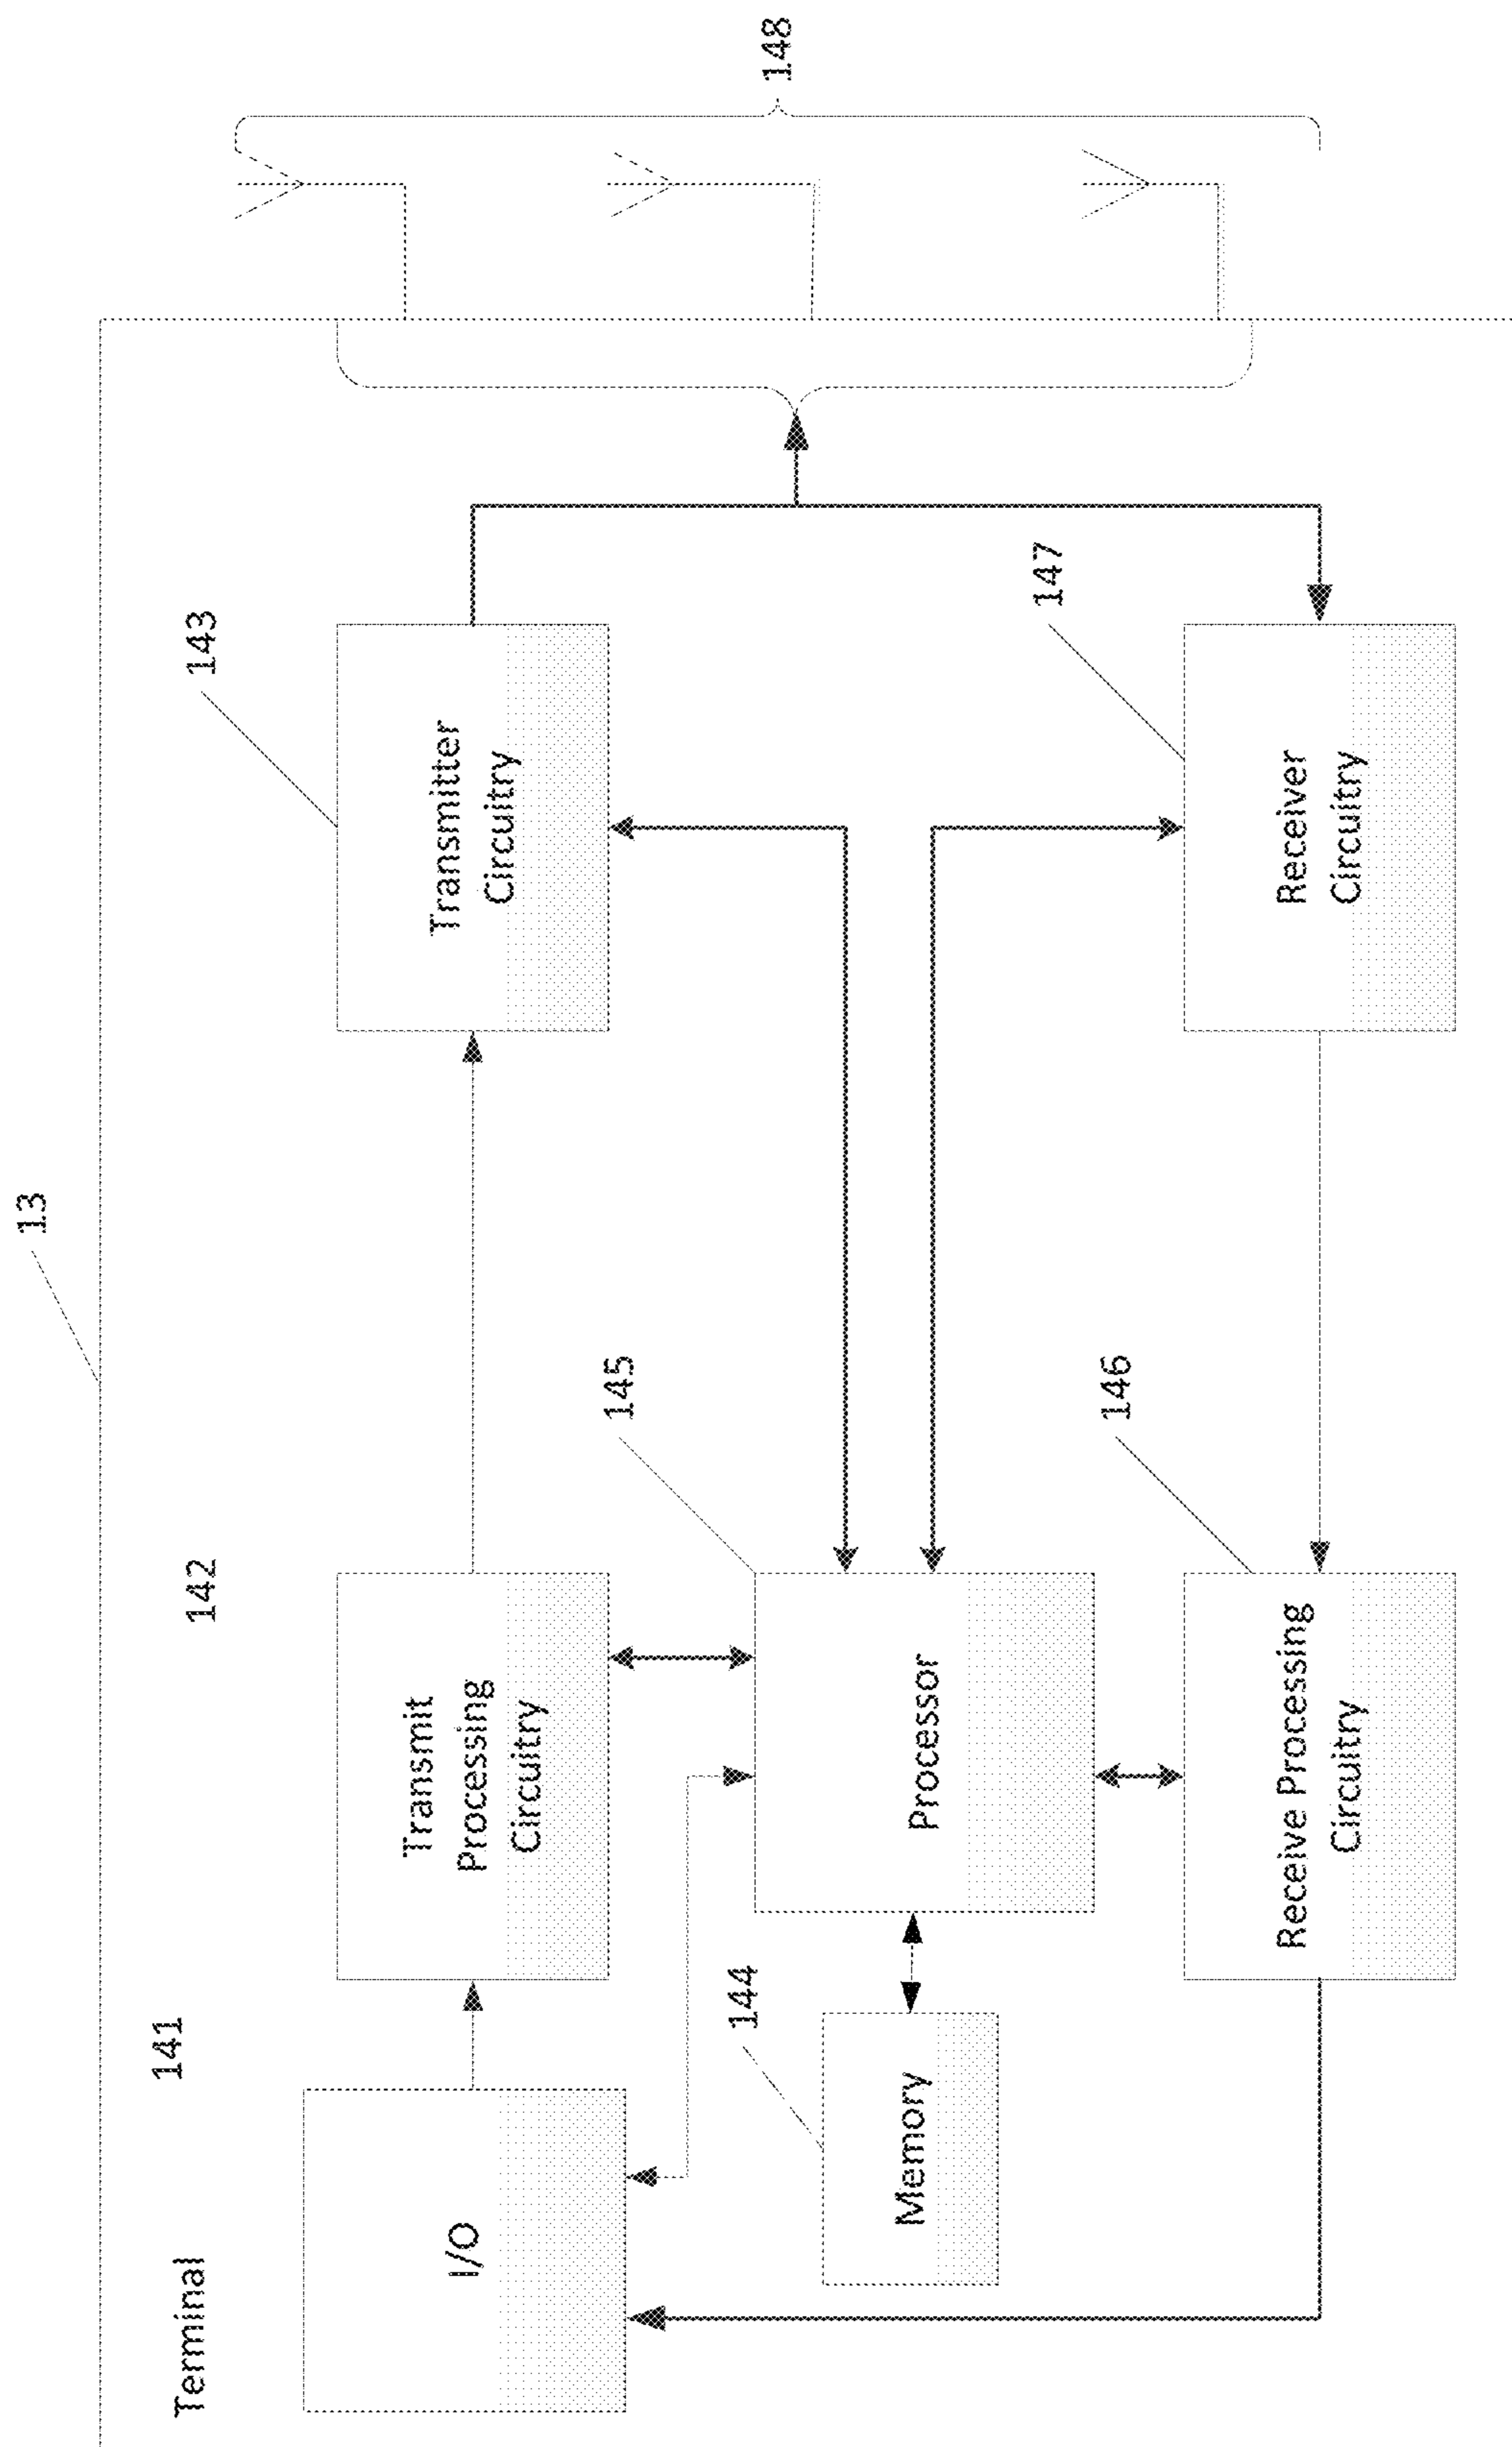 13
Terminal
141
I/O
142
Transmit
Processing
Circuitry
143
Transmitter
Circuitry
148
144
Memory
145
Processor
146
Receive Processing
Circuitry
147
Receiver
Circuitry